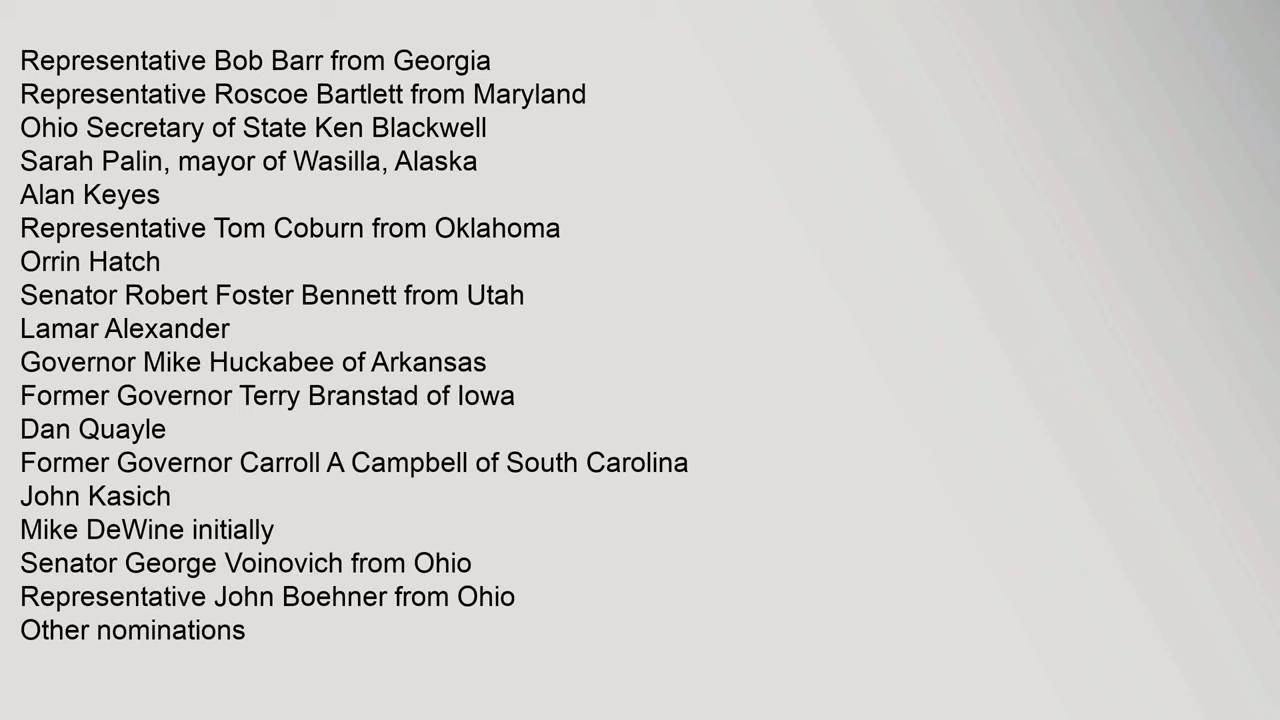 Representative Bob Barr from Georgia
Representative Roscoe Bartlett from Maryland
Ohio Secretary of State Ken Blackwell
Sarah Palin, mayor of Wasilla, Alaska
Alan Keyes
Representative Tom Coburn from Oklahoma
Orrin Hatch
Senator Robert Foster Bennett from Utah
Lamar Alexander
Governor Mike Huckabee of Arkansas
Former Governor Terry Branstad of Iowa
Dan Quayle
Former Governor Carroll A Campbell of South Carolina
John Kasich
Mike DeWine initially
Senator George Voinovich from Ohio
Representative John Boehner from Ohio
Other nominations